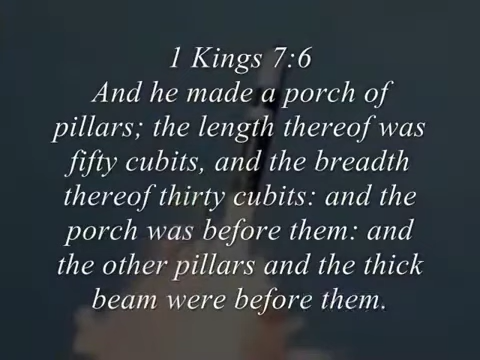 1 Kings 7:6
And he made a porch of
pillars; the length thereof was
fifty cubits, and the breadth
thereof thirty cubits: and the
porch was before them: and
the other pillars and the thick
beam were before them.